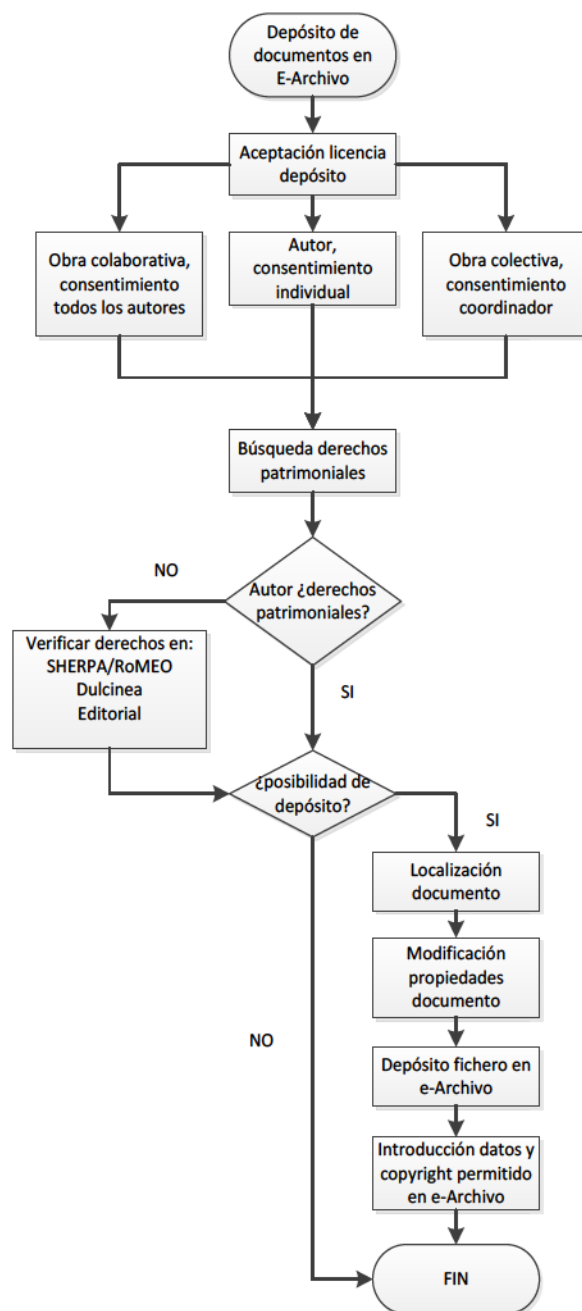 Depósito de
documentos en
E-Archivo
Aceptación licencia
depósito
Obra colaborativa,
consentimiento
todos los autores
Autor,
consentimiento
individual
Obra colectiva,
consentimiento
coordinador
Búsqueda derechos
patrimoniales
Autor ¿derechos
patrimoniales?
NO
Verificar derechos en:
SHERPA/RoMEO
Dulcinea
Editorial
SI
¿posibilidad de
depósito?
SI
Localización
documento
Modificación
propiedades
documento
NO
Depósito fichero en
e-Archivo
Introducción datos y
copyright permitido
en e-Archivo
FIN